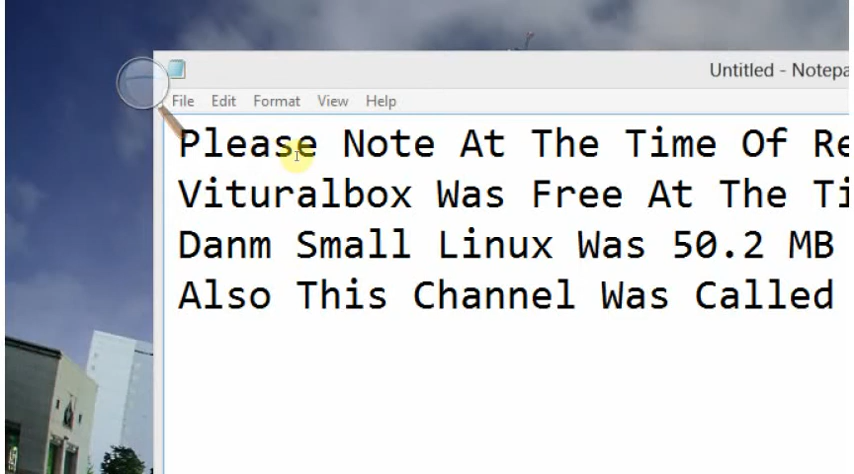 Untitled - Notepa
File Edit Format View Help
Please Note At The Time Of Re
Vituralbox Was Free At The Ti
Danm Small Linux Was 50.2 MB
Also This Channel Was Called